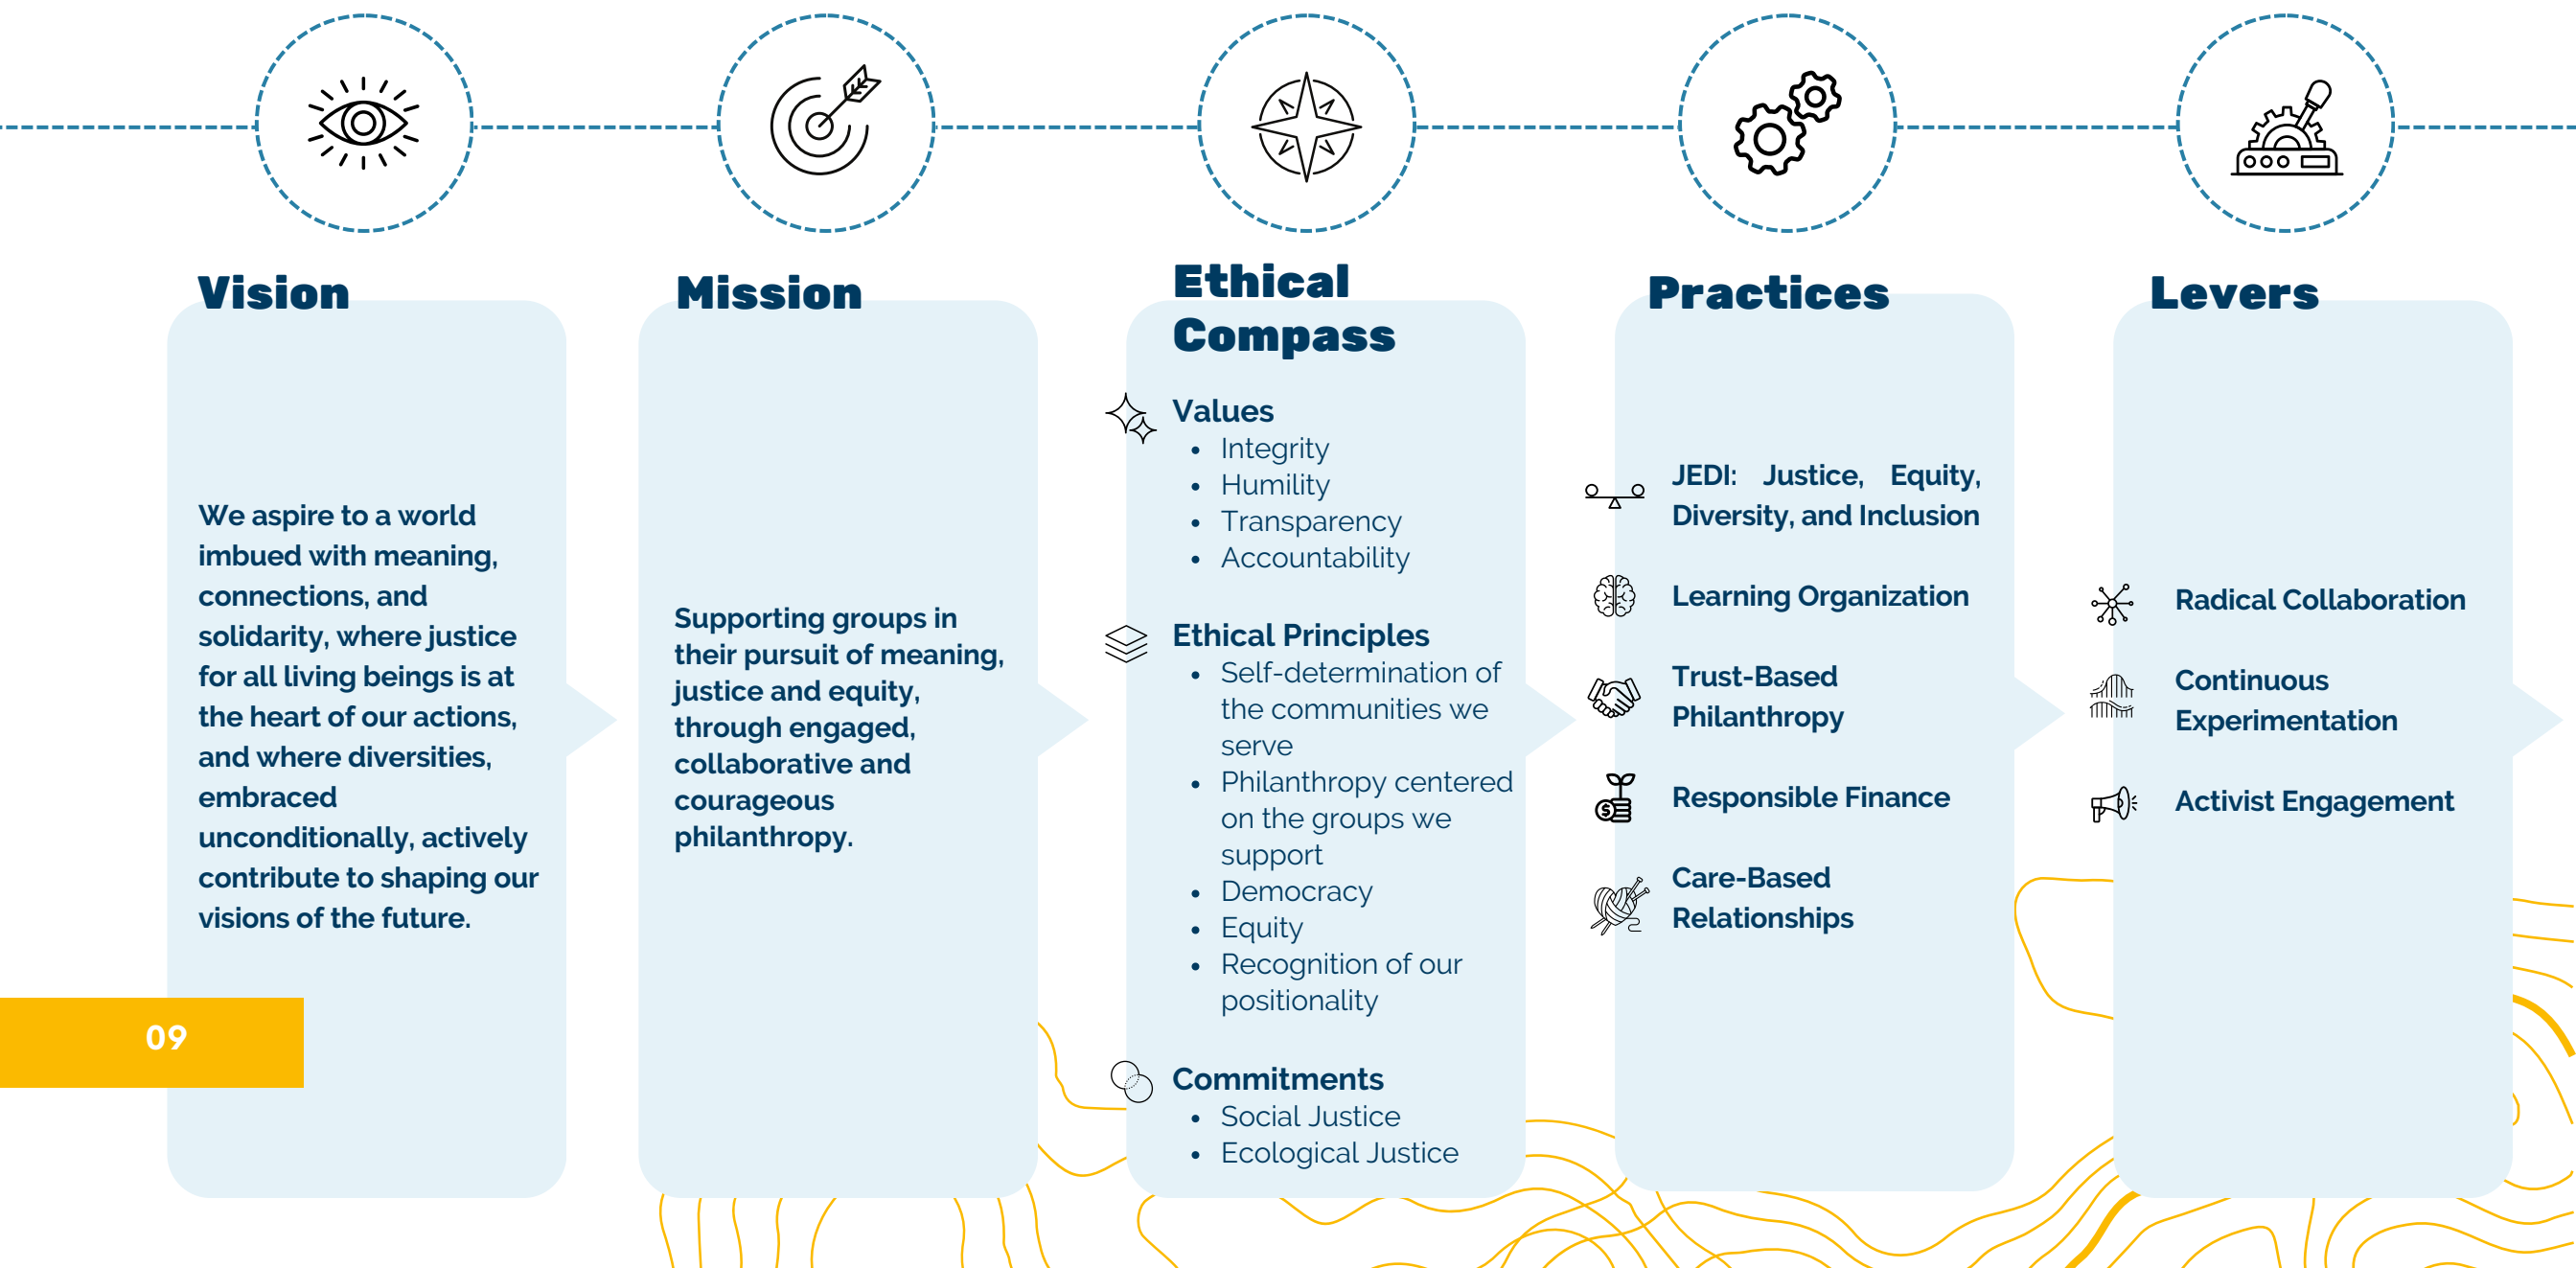 Vision
We aspire to a world
imbued with meaning,
connections, and
solidarity, where justice
for all living beings is at
the heart of our actions,
and where diversities,
embraced
unconditionally, actively
contribute to shaping our
visions of the future.
Mission
Supporting groups in
their pursuit of meaning,
justice and equity,
through engaged,
collaborative and
courageous
philanthropy.
Ethical
Compass
Values
• Integrity
• Humility
• Transparency
• Accountability
Ethical Principles
• Self-determination of
the communities we
serve
• Philanthropy centered
on the groups we
support
• Democracy
• Equity
• Recognition of our
positionality
Commitments
• Social Justice
• Ecological Justice
Practices
JEDI: Justice, Equity,
Diversity, and Inclusion
Learning Organization
Trust-Based
Philanthropy
Responsible Finance
Care-Based
Relationships
Levers
Radical Collaboration
Continuous
Experimentation
Activist Engagement
09